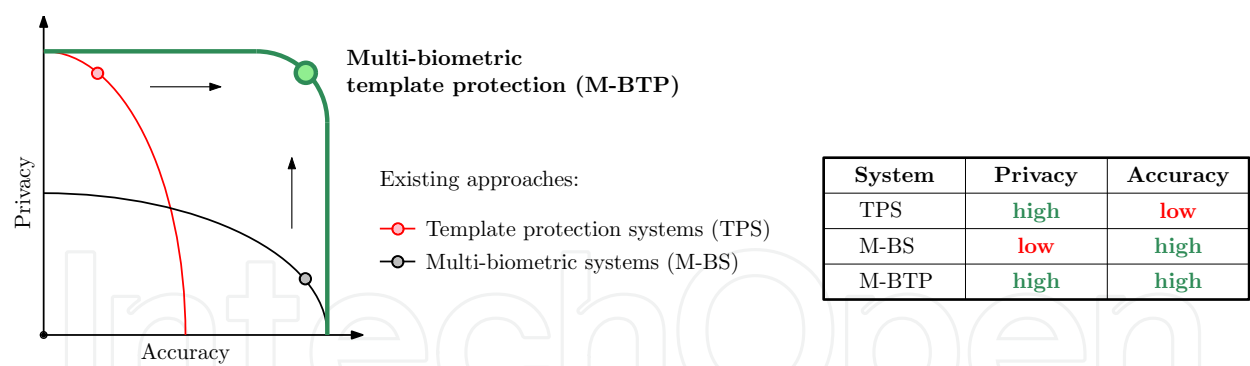 Multi-biometric
template protection (M-BTP)
Privacy
Accuracy
Existing approaches:
Template protection systems (TPS)
Multi-biometric systems (M-BS)
System Privacy Accuracy
TPS high low
M-BS low high
M-BTP high high
IntechOpen